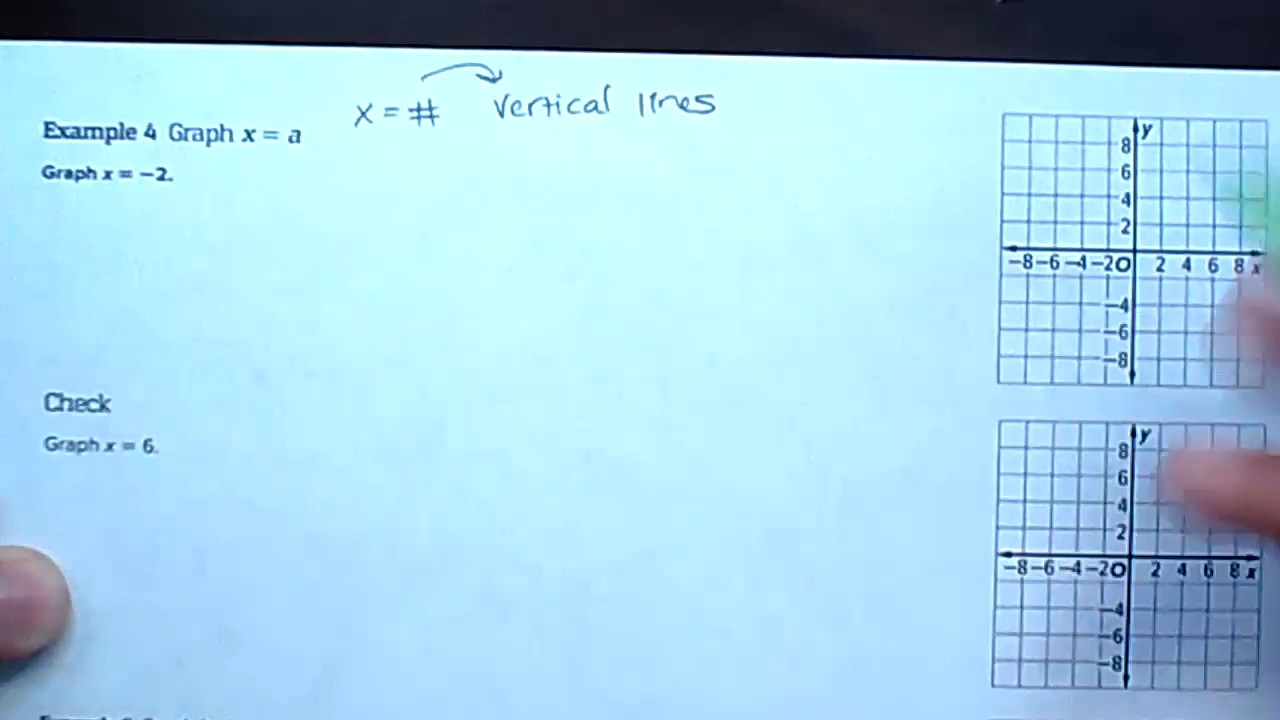 x = # vertical lines
Example 4 Graph x = a
Graph x = −2.
y
8
6
4
2
−8 −6 −4 −2 O 2 4 6 8 x
−4
−6
−8
Check
Graph x = 6.
y
8
6
4
2
−8 −6 −4 −2 O 2 4 6 8 x
−4
−6
−8